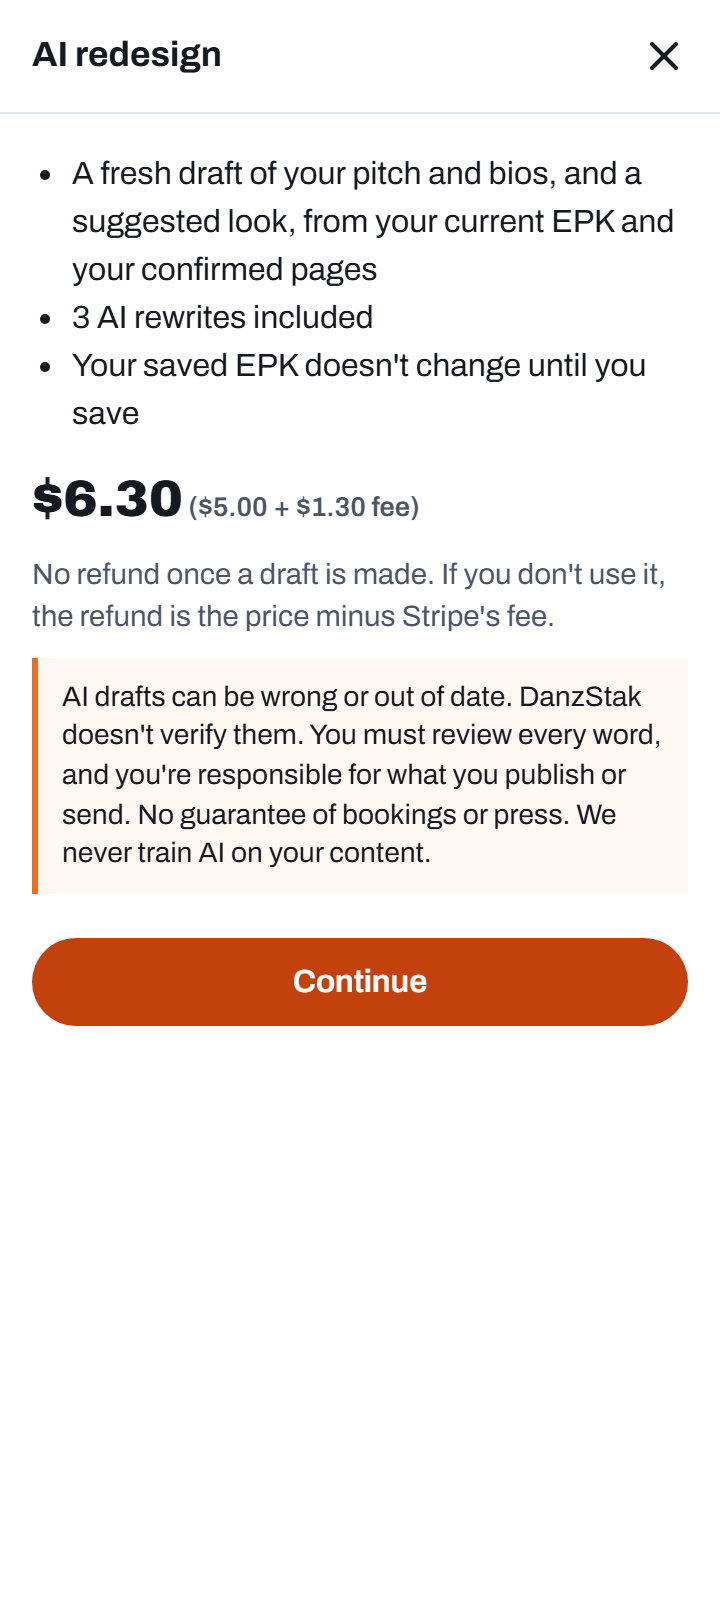 AI redesign
• A fresh draft of your pitch and bios, and a
suggested look, from your current EPK and
your confirmed pages
• 3 AI rewrites included
• Your saved EPK doesn't change until you
save
$6.30 ($5.00 + $1.30 fee)
No refund once a draft is made. If you don't use it,
the refund is the price minus Stripe's fee.
AI drafts can be wrong or out of date. DanzStak
doesn't verify them. You must review every word,
and you're responsible for what you publish or
send. No guarantee of bookings or press. We
never train AI on your content.
Continue